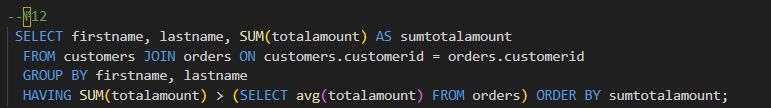 --№12
SELECT firstname, lastname, SUM(totalamount) AS sumtotalamount
FROM customers JOIN orders ON customers.customerid = orders.customerid
GROUP BY firstname, lastname
HAVING SUM(totalamount) > (SELECT avg(totalamount) FROM orders) ORDER BY sumtotalamount;